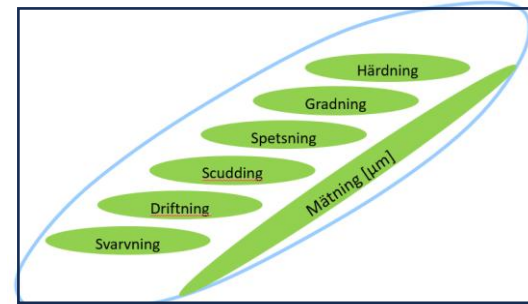 Härdning
Gradning
Spetsning
Scudding
Driftning
Svarvning
Mätning [µm]